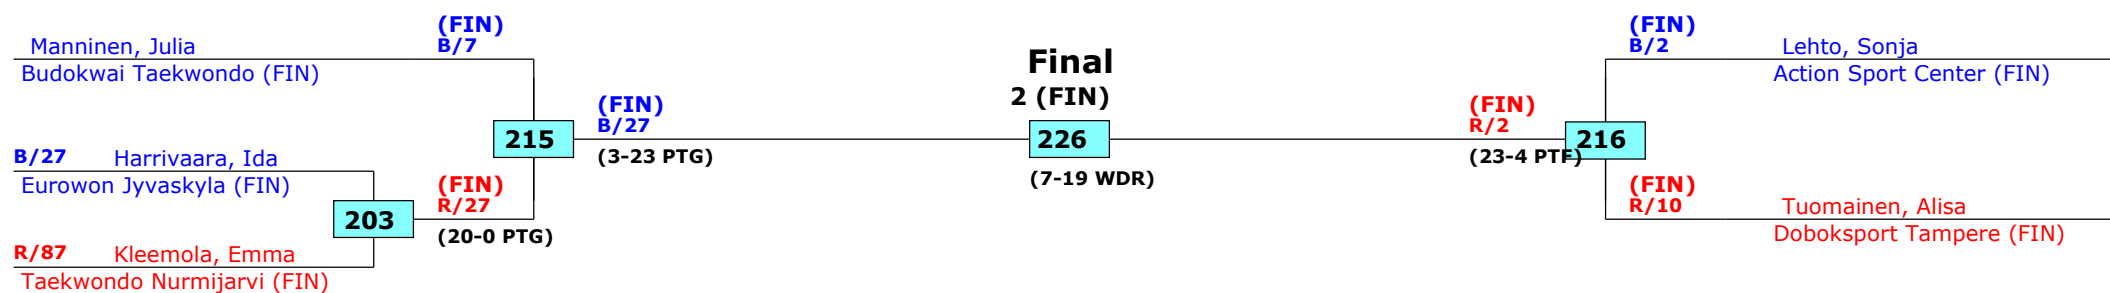 (FIN)
B/7
Manninen, Julia
Budokwai Taekwondo (FIN)
B/27 Harrivaara, Ida
Eurowon Jyvaskyla (FIN)
203
R/87 Kleemola, Emma
Taekwondo Nurmijarvi (FIN)
(FIN)
R/27
(20-0 PTG)
215
(FIN)
B/27
(3-23 PTG)
Final
2 (FIN)
226
(7-19 WDR)
(FIN)
R/2
(23-4 PTF)
216
(FIN)
B/2
Lehto, Sonja
Action Sport Center (FIN)
(FIN)
R/10
Tuomainen, Alisa
Doboksport Tampere (FIN)